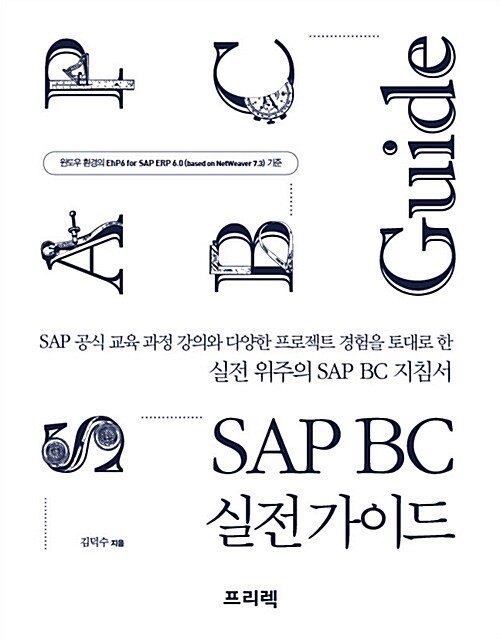 SAP
BC
Guide
윈도우 환경의 EhP6 for SAP ERP 6.0 (based on NetWeaver 7.3) 기준
SAP 공식 교육 과정 강의와 다양한 프로젝트 경험을 토대로 한
실전 위주의 SAP BC 지침서
SAP BC
실전 가이드
김덕수 지음
프리렉